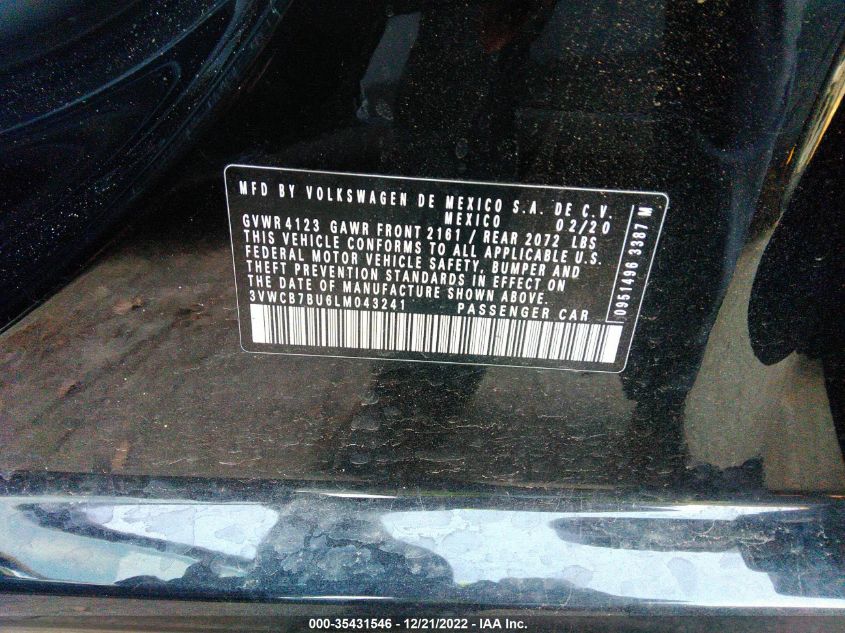 MFD BY VOLKSWAGEN DE MEXICO S.A. DE C.V.
MEXICO 02/20
GVWR 4123 GAWR FRONT 2161 / REAR 2072 LBS
THIS VEHICLE CONFORMS TO ALL APPLICABLE U.S.
FEDERAL MOTOR VEHICLE SAFETY, BUMPER AND
THEFT PREVENTION STANDARDS IN EFFECT ON
THE DATE OF MANUFACTURE SHOWN ABOVE.
3VWCB7BU6LM043241 PASSENGER CAR
0951496 3387 M
000-35431546 - 12/21/2022 - IAA Inc.